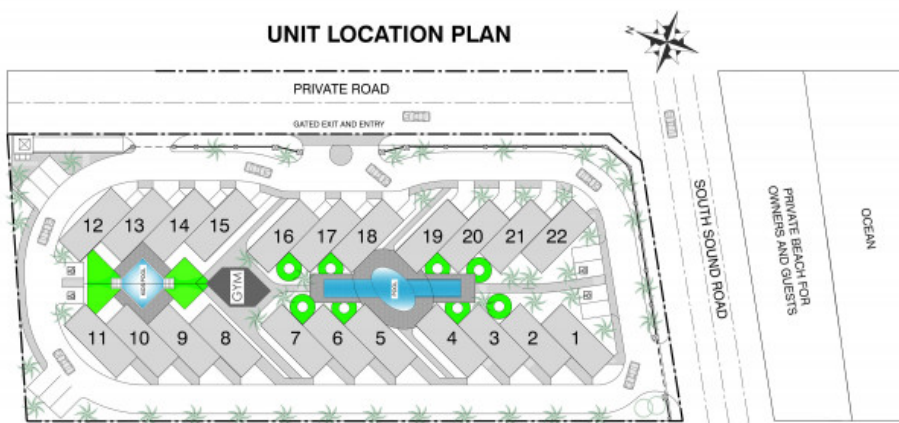 UNIT LOCATION PLAN
N
PRIVATE ROAD
GATED EXIT AND ENTRY
12 13 14 15
16 17 18
19 20 21 22
GYM
POOL
11 10 9 8
7 6 5
4 3 2 1
SOUTH SOUND ROAD
PRIVATE BEACH FOR
OWNERS AND GUESTS
OCEAN